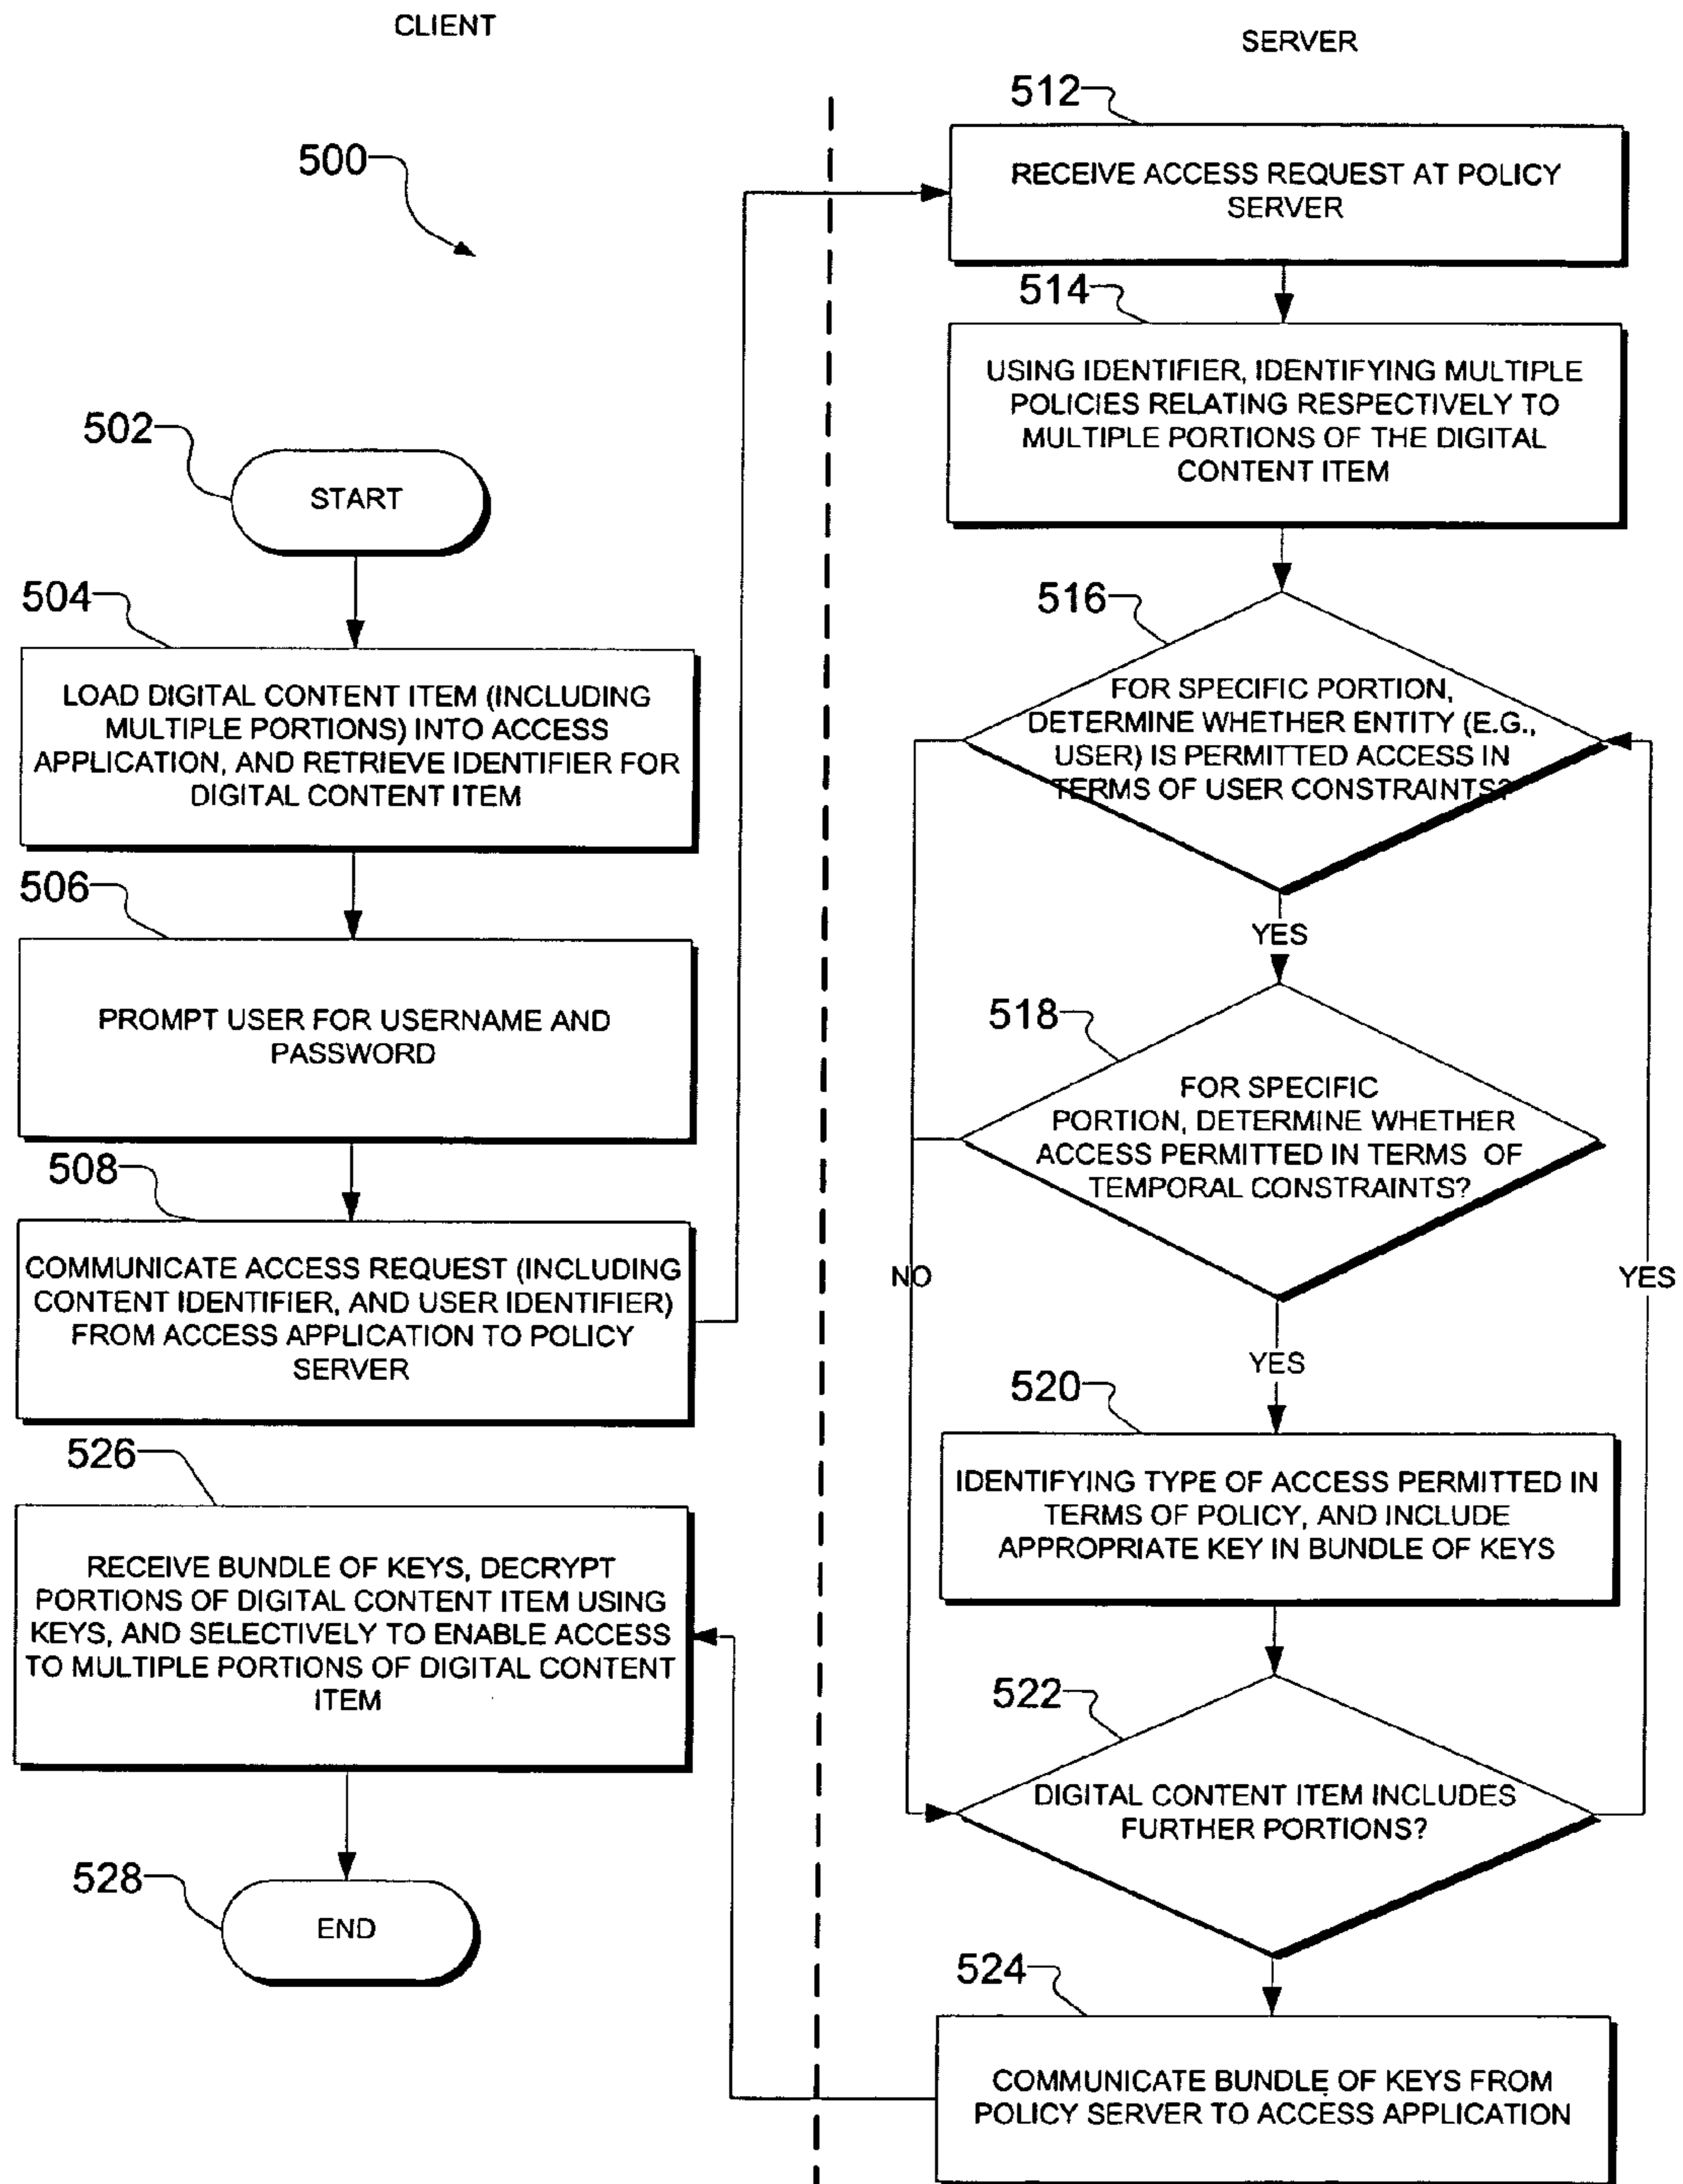 CLIENT
SERVER
500
502
START
504
LOAD DIGITAL CONTENT ITEM (INCLUDING
MULTIPLE PORTIONS) INTO ACCESS
APPLICATION, AND RETRIEVE IDENTIFIER FOR
DIGITAL CONTENT ITEM
506
PROMPT USER FOR USERNAME AND
PASSWORD
508
COMMUNICATE ACCESS REQUEST (INCLUDING
CONTENT IDENTIFIER, AND USER IDENTIFIER)
FROM ACCESS APPLICATION TO POLICY
SERVER
512
RECEIVE ACCESS REQUEST AT POLICY
SERVER
514
USING IDENTIFIER, IDENTIFYING MULTIPLE
POLICIES RELATING RESPECTIVELY TO
MULTIPLE PORTIONS OF THE DIGITAL
CONTENT ITEM
516
FOR SPECIFIC PORTION,
DETERMINE WHETHER ENTITY (E.G.,
USER) IS PERMITTED ACCESS IN
TERMS OF USER CONSTRAINTS?
YES
518
FOR SPECIFIC
PORTION, DETERMINE WHETHER
ACCESS PERMITTED IN TERMS OF
TEMPORAL CONSTRAINTS?
NO
YES
YES
520
IDENTIFYING TYPE OF ACCESS PERMITTED IN
TERMS OF POLICY, AND INCLUDE
APPROPRIATE KEY IN BUNDLE OF KEYS
522
DIGITAL CONTENT ITEM INCLUDES
FURTHER PORTIONS?
524
COMMUNICATE BUNDLE OF KEYS FROM
POLICY SERVER TO ACCESS APPLICATION
526
RECEIVE BUNDLE OF KEYS, DECRYPT
PORTIONS OF DIGITAL CONTENT ITEM USING
KEYS, AND SELECTIVELY TO ENABLE ACCESS
TO MULTIPLE PORTIONS OF DIGITAL CONTENT
ITEM
528
END